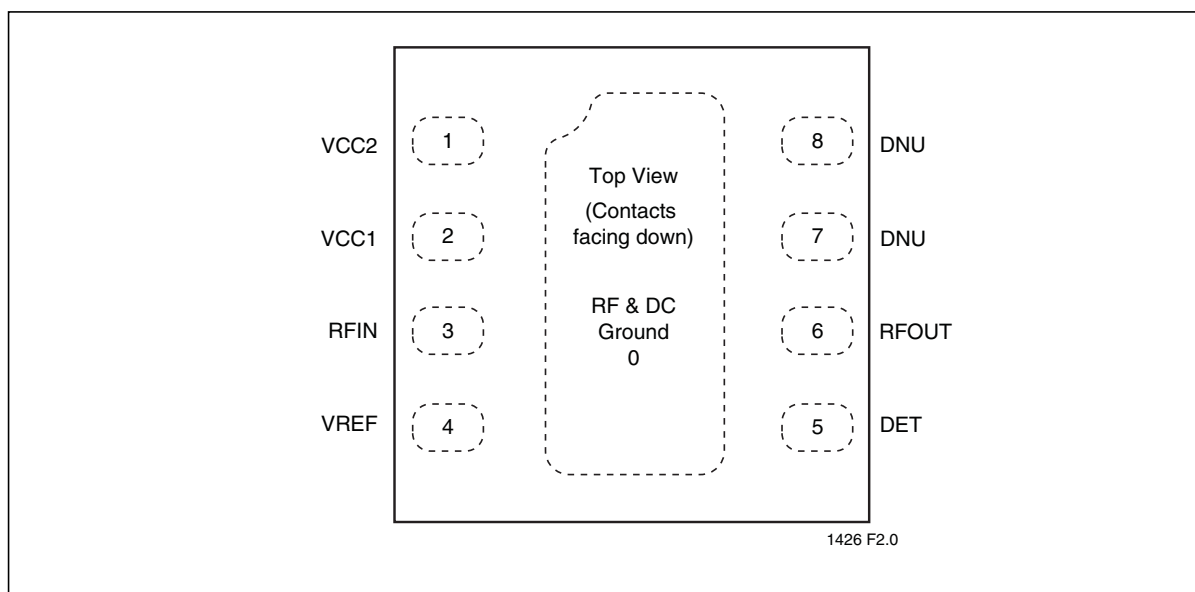 VCC2 1
VCC1 2
RFIN 3
VREF 4
Top View
(Contacts
facing down)
RF & DC
Ground
0
8 DNU
7 DNU
6 RFOUT
5 DET
1426 F2.0